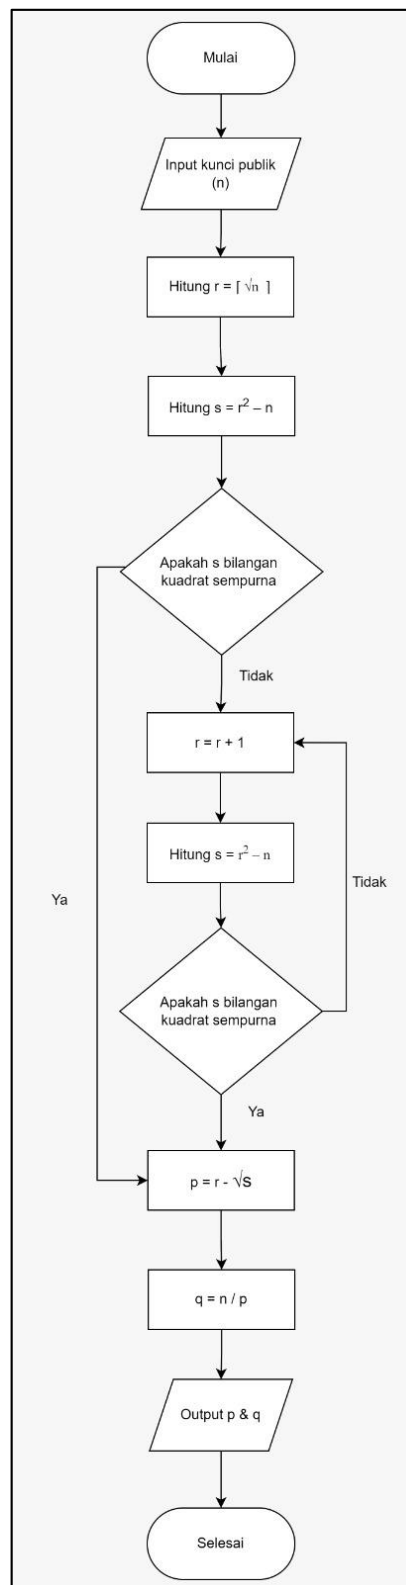 Mulai
Input kunci publik
(n)
Hitung r = ⌈ √n ⌉
Hitung s = r² – n
Apakah s bilangan
kuadrat sempurna
Tidak
r = r + 1
Hitung s = r² – n
Tidak
Ya
Apakah s bilangan
kuadrat sempurna
Ya
p = r - √s
q = n / p
Output p & q
Selesai